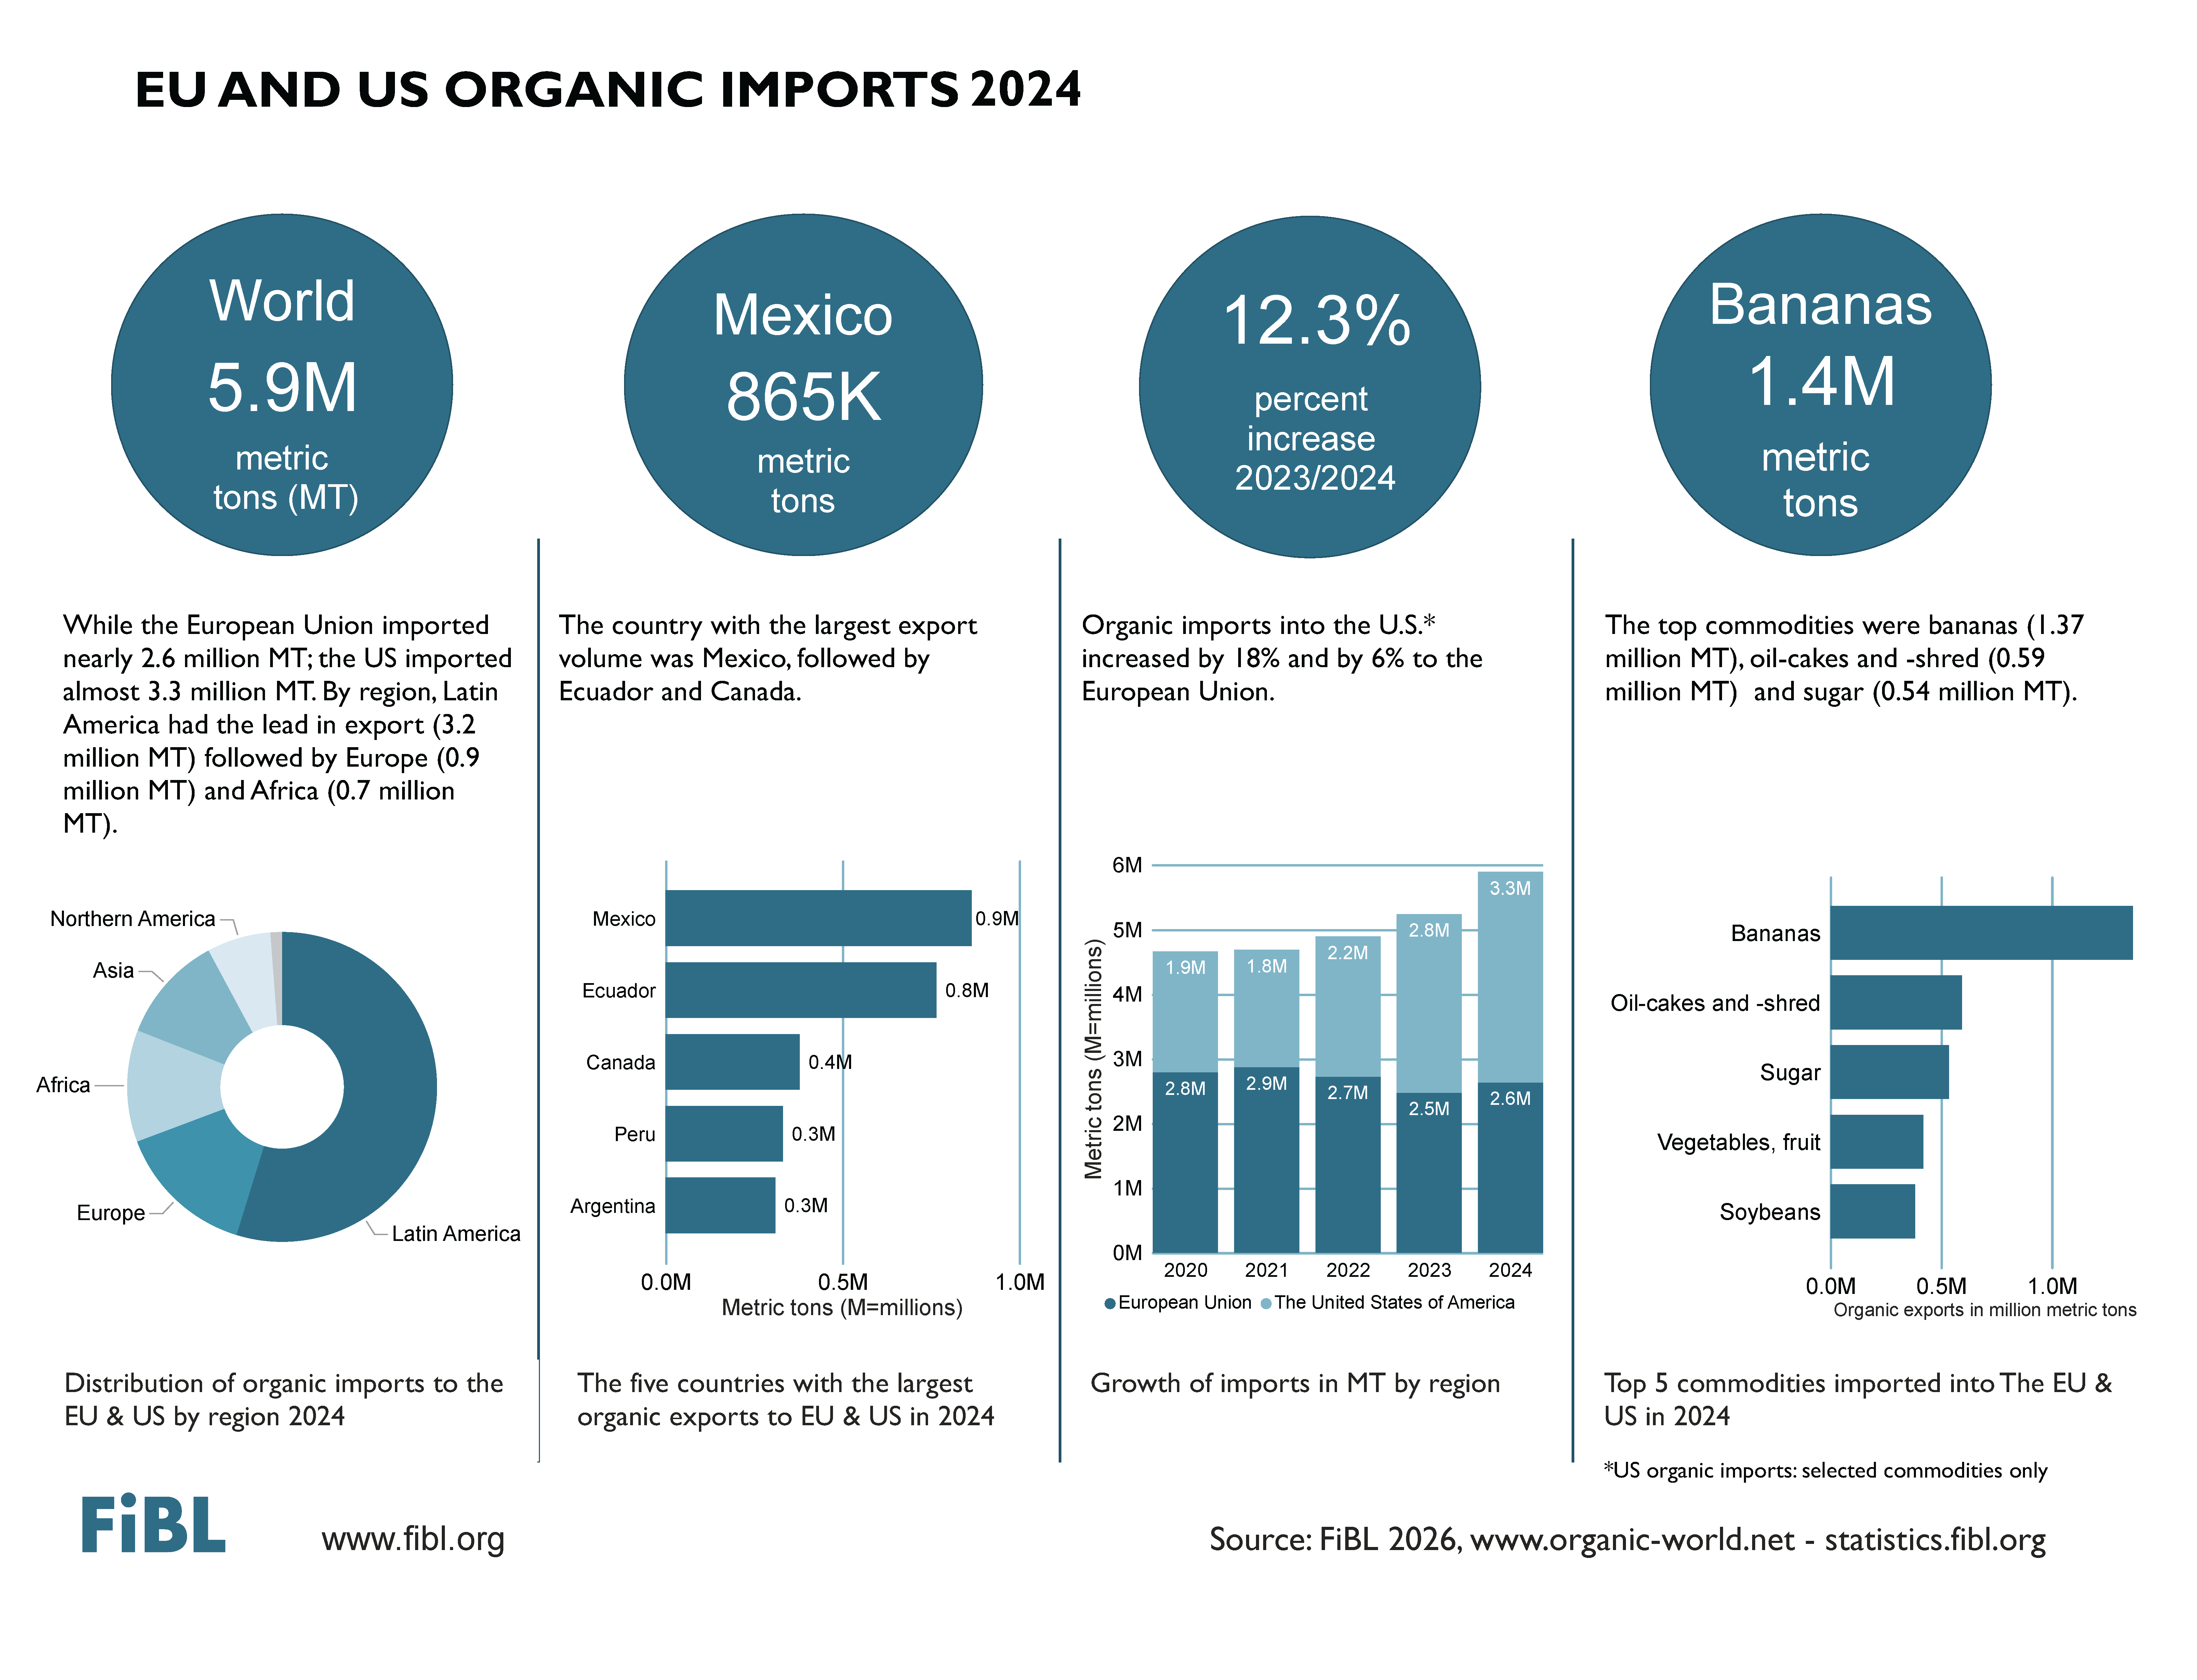 EU AND US ORGANIC IMPORTS 2024
World
5.9M
metric
tons (MT)
While the European Union imported
nearly 2.6 million MT; the US imported
almost 3.3 million MT. By region, Latin
America had the lead in export (3.2
million MT) followed by Europe (0.9
million MT) and Africa (0.7 million
MT).
Northern America
Asia
Africa
Europe
Latin America
Distribution of organic imports to the
EU & US by region 2024
Mexico
865K
metric
tons
The country with the largest export
volume was Mexico, followed by
Ecuador and Canada.
Mexico 0.9M
Ecuador 0.8M
Canada 0.4M
Peru 0.3M
Argentina 0.3M
0.0M 0.5M 1.0M
Metric tons (M=millions)
The five countries with the largest
organic exports to EU & US in 2024
12.3%
percent
increase
2023/2024
Organic imports into the U.S.*
increased by 18% and by 6% to the
European Union.
Metric tons (M=millions)
6M
5M
4M
3M
2M
1M
0M
1.9M 1.8M 2.2M 2.8M 3.3M
2.8M 2.9M 2.7M 2.5M 2.6M
2020 2021 2022 2023 2024
European Union The United States of America
Growth of imports in MT by region
Bananas
1.4M
metric
tons
The top commodities were bananas (1.37
million MT), oil-cakes and -shred (0.59
million MT) and sugar (0.54 million MT).
Bananas
Oil-cakes and -shred
Sugar
Vegetables, fruit
Soybeans
0.0M 0.5M 1.0M
Organic exports in million metric tons
Top 5 commodities imported into The EU &
US in 2024
*US organic imports: selected commodities only
FiBL
www.fibl.org
Source: FiBL 2026, www.organic-world.net - statistics.fibl.org